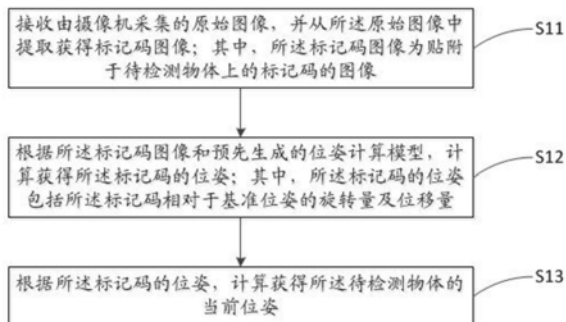 接收由摄像机采集的原始图像，并从所述原始图像中
提取获得标记码图像；其中，所述标记码图像为贴附
于待检测物体上的标记码的图像
S11
根据所述标记码图像和预先生成的位姿计算模型，计
算获得所述标记码的位姿；其中，所述标记码的位姿
包括所述标记码相对于基准位姿的旋转量及位移量
S12
根据所述标记码的位姿，计算获得所述待检测物体的
当前位姿
S13